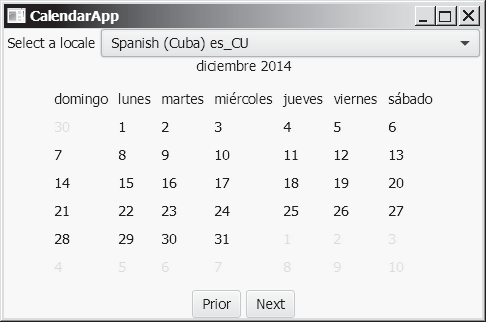 CalendarApp
Select a locale Spanish (Cuba) es_CU
diciembre 2014
domingo lunes martes miércoles jueves viernes sábado
30 1 2 3 4 5 6
7 8 9 10 11 12 13
14 15 16 17 18 19 20
21 22 23 24 25 26 27
28 29 30 31 1 2 3
4 5 6 7 8 9 10
Prior Next